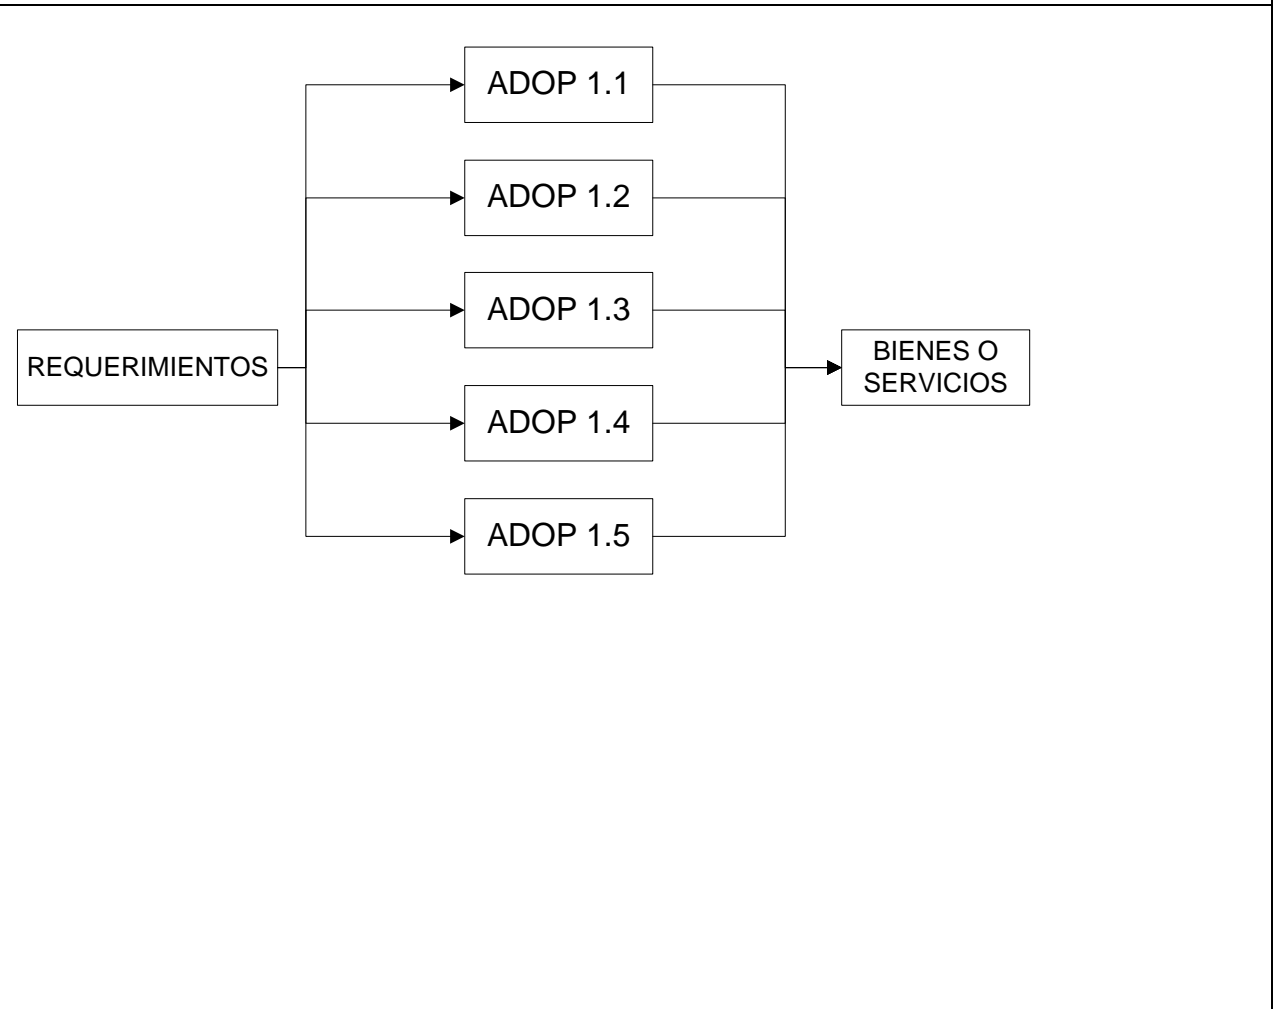 ADOP 1.1
ADOP 1.2
ADOP 1.3
REQUERIMIENTOS
BIENES O
SERVICIOS
ADOP 1.4
ADOP 1.5